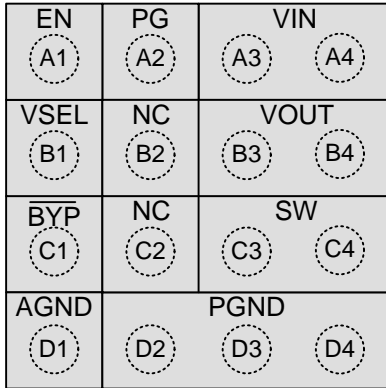 EN PG VIN
A1 A2 A3 A4
VSEL NC VOUT
B1 B2 B3 B4
BYP NC SW
C1 C2 C3 C4
AGND PGND
D1 D2 D3 D4